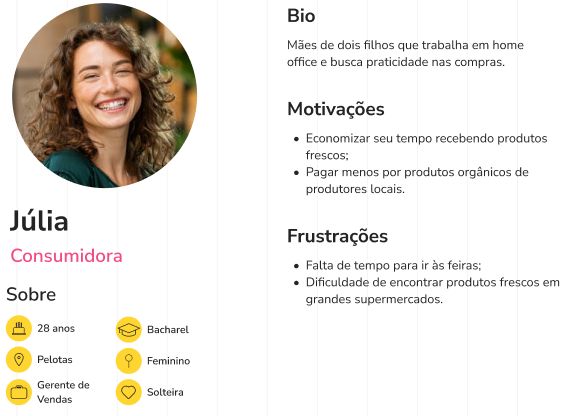 Júlia
Consumidora
Sobre
28 anos
Bacharel
Pelotas
Feminino
Gerente de
Vendas
Solteira
Bio
Mães de dois filhos que trabalha em home
office e busca praticidade nas compras.
Motivações
• Economizar seu tempo recebendo produtos
frescos;
• Pagar menos por produtos orgânicos de
produtores locais.
Frustrações
• Falta de tempo para ir às feiras;
• Dificuldade de encontrar produtos frescos em
grandes supermercados.